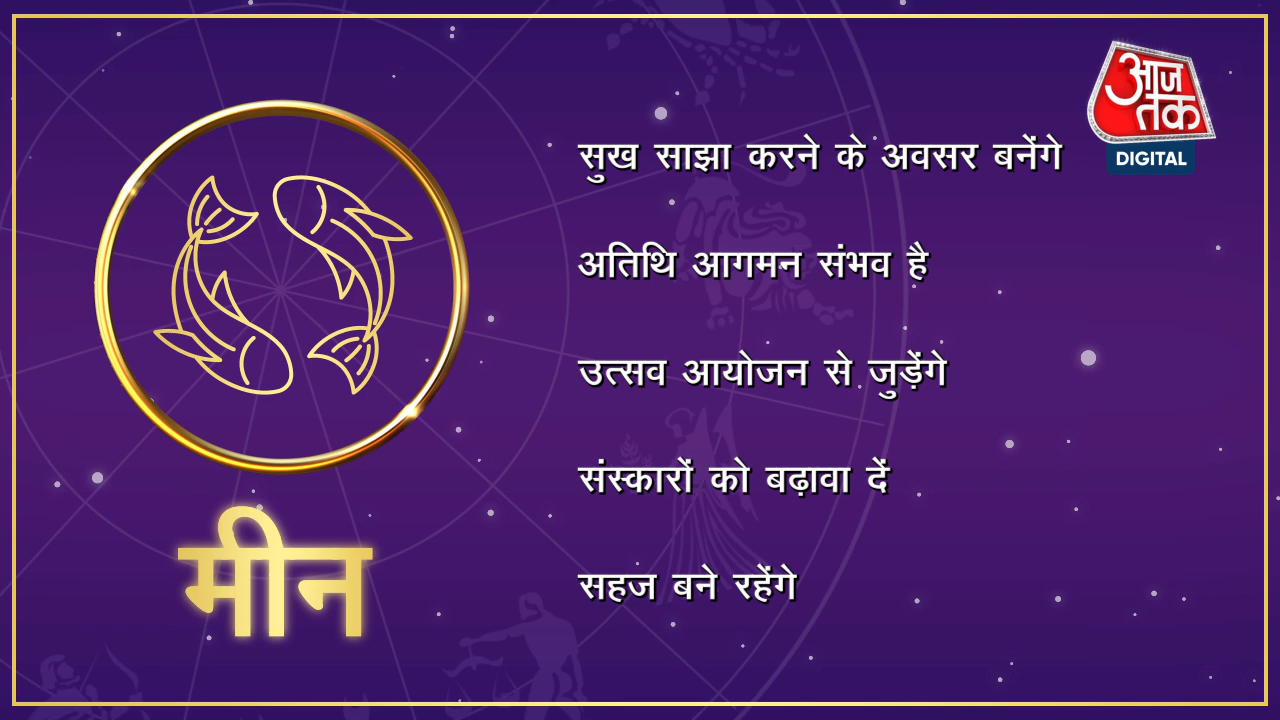 आज
तक
DIGITAL
सुख साझा करने के अवसर बनेंगे
अतिथि आगमन संभव है
उत्सव आयोजन से जुड़ेंगे
संस्कारों को बढ़ावा दें
सहज बने रहेंगे
मीन